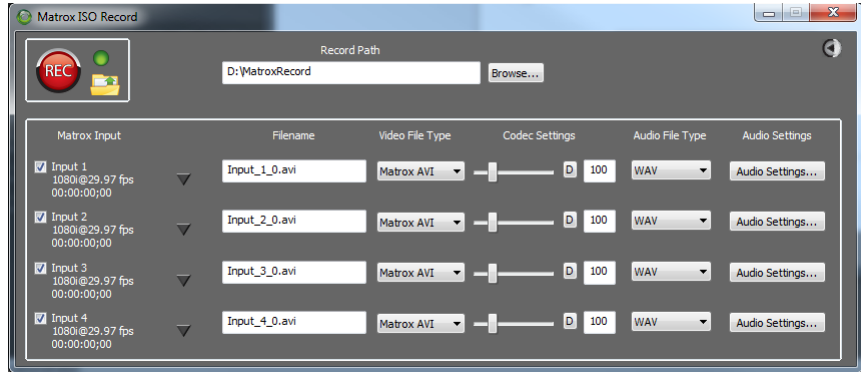 Matrox ISO Record
REC
Record Path
D:\MatroxRecord
Browse...
Matrox Input Filename Video File Type Codec Settings Audio File Type Audio Settings
Input 1
1080i@29.97 fps
00:00:00;00
Input_1_0.avi Matrox AVI D 100 WAV Audio Settings...
Input 2
1080i@29.97 fps
00:00:00;00
Input_2_0.avi Matrox AVI D 100 WAV Audio Settings...
Input 3
1080i@29.97 fps
00:00:00;00
Input_3_0.avi Matrox AVI D 100 WAV Audio Settings...
Input 4
1080i@29.97 fps
00:00:00;00
Input_4_0.avi Matrox AVI D 100 WAV Audio Settings...